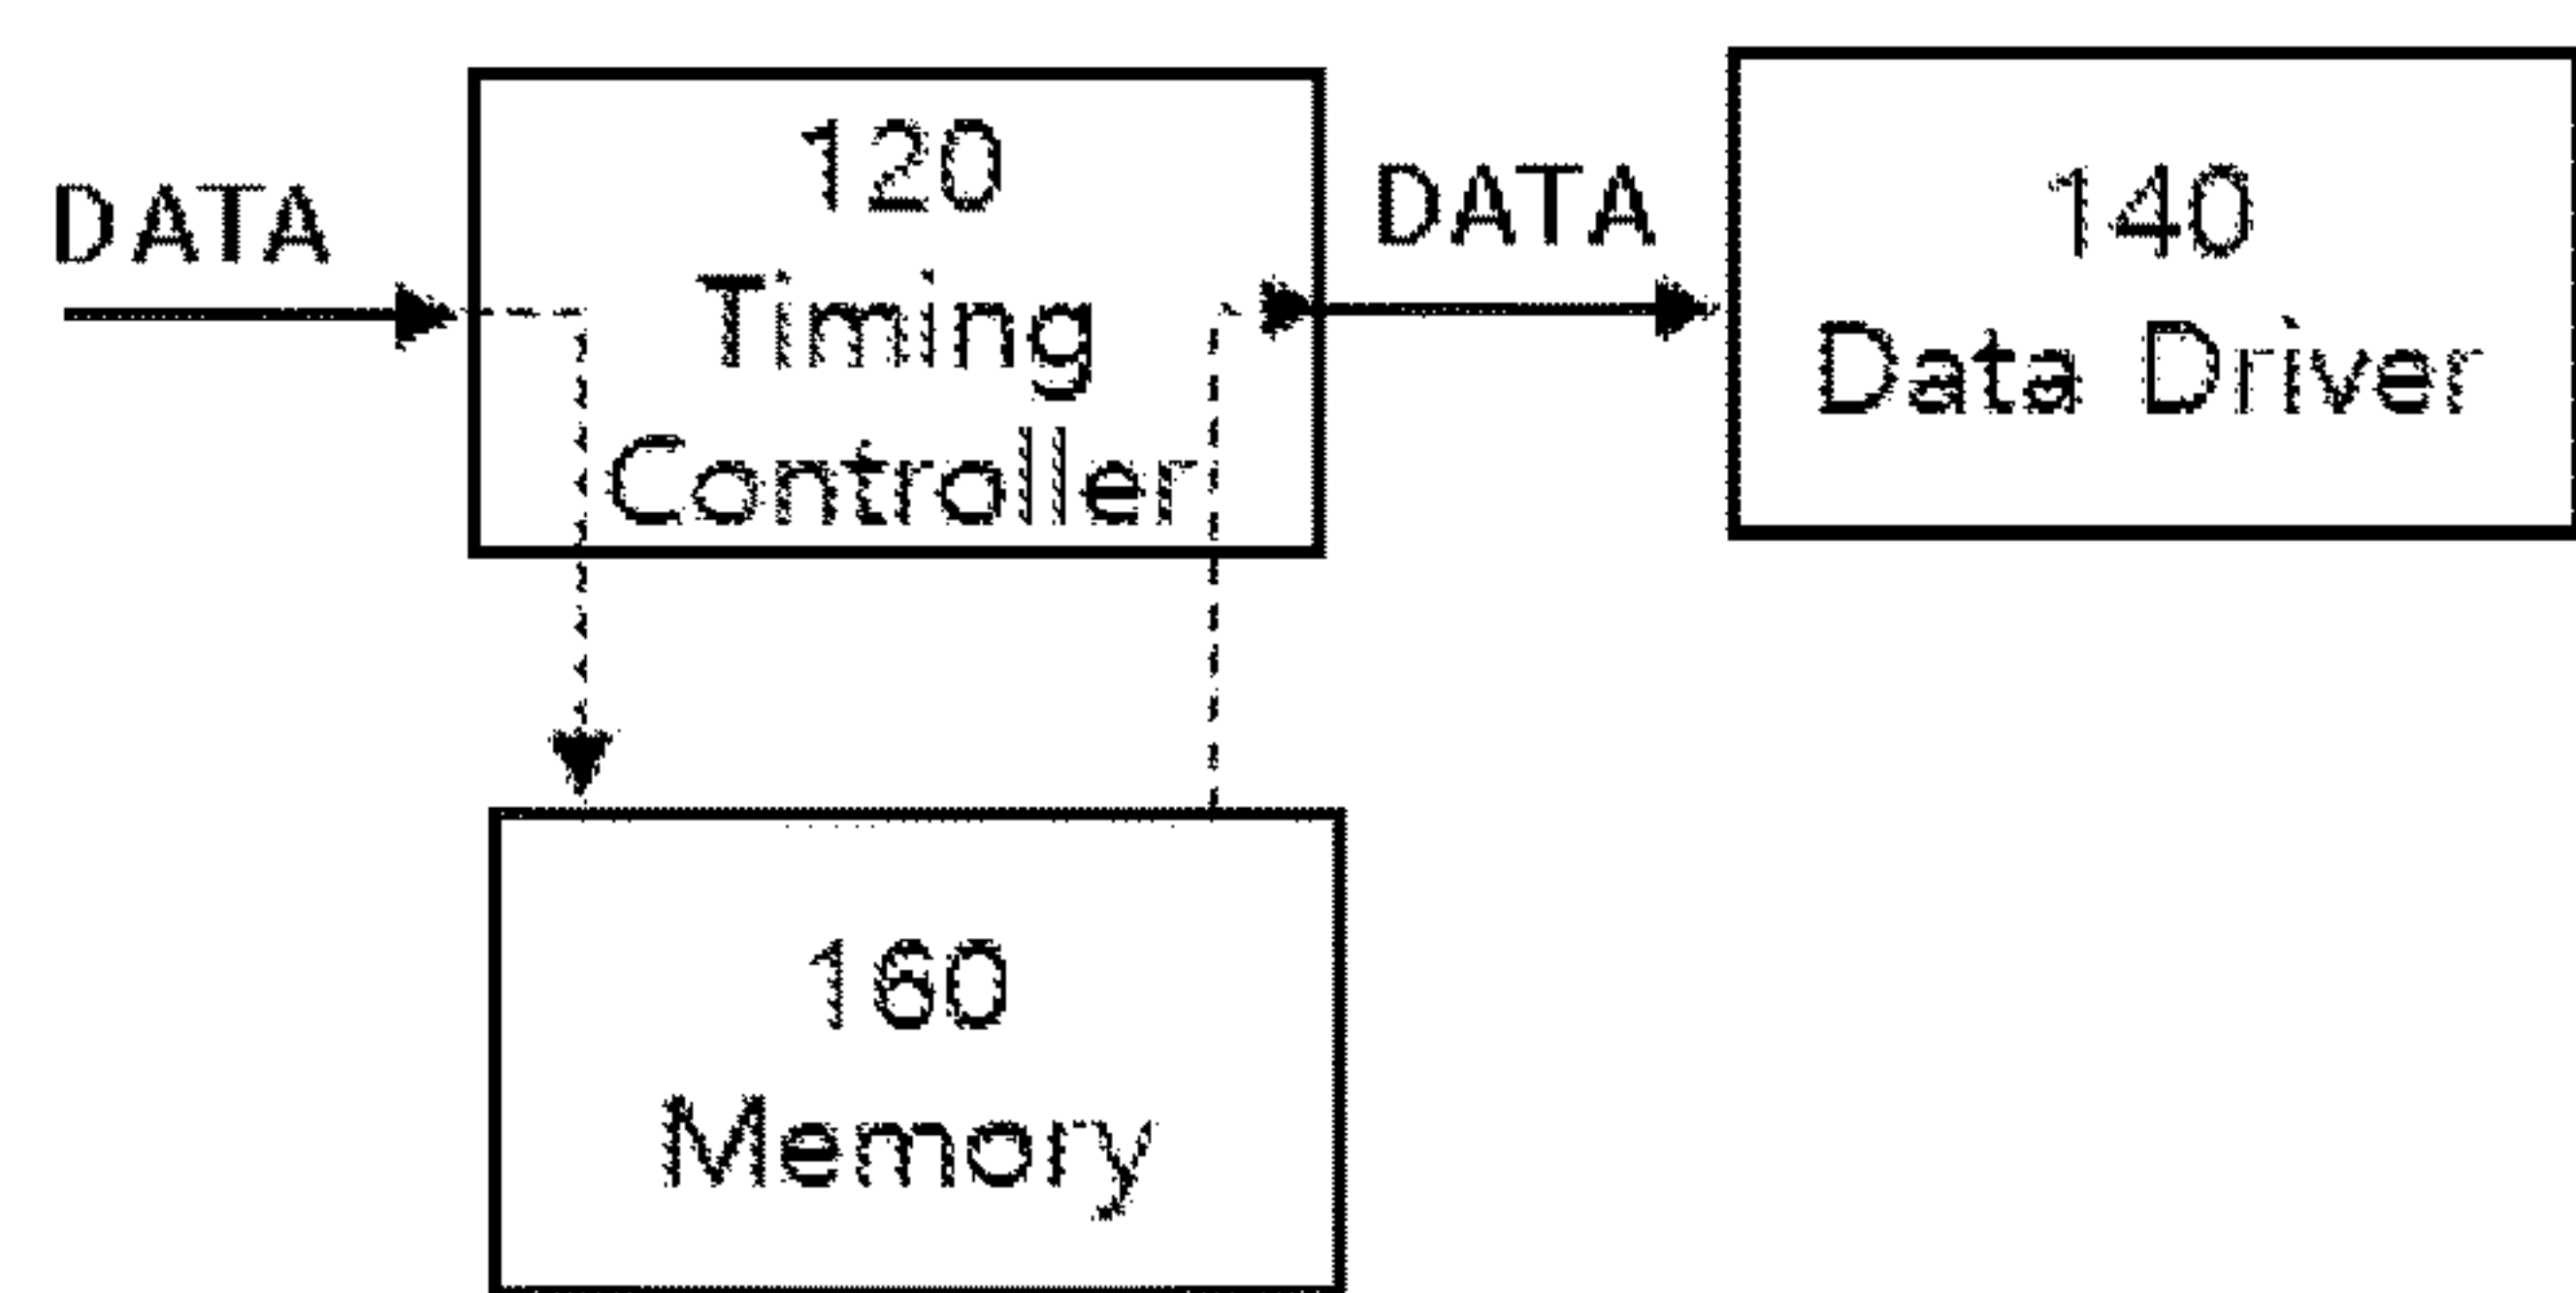 DATA
120
Timing
Controller
DATA
140
Data Driver
160
Memory